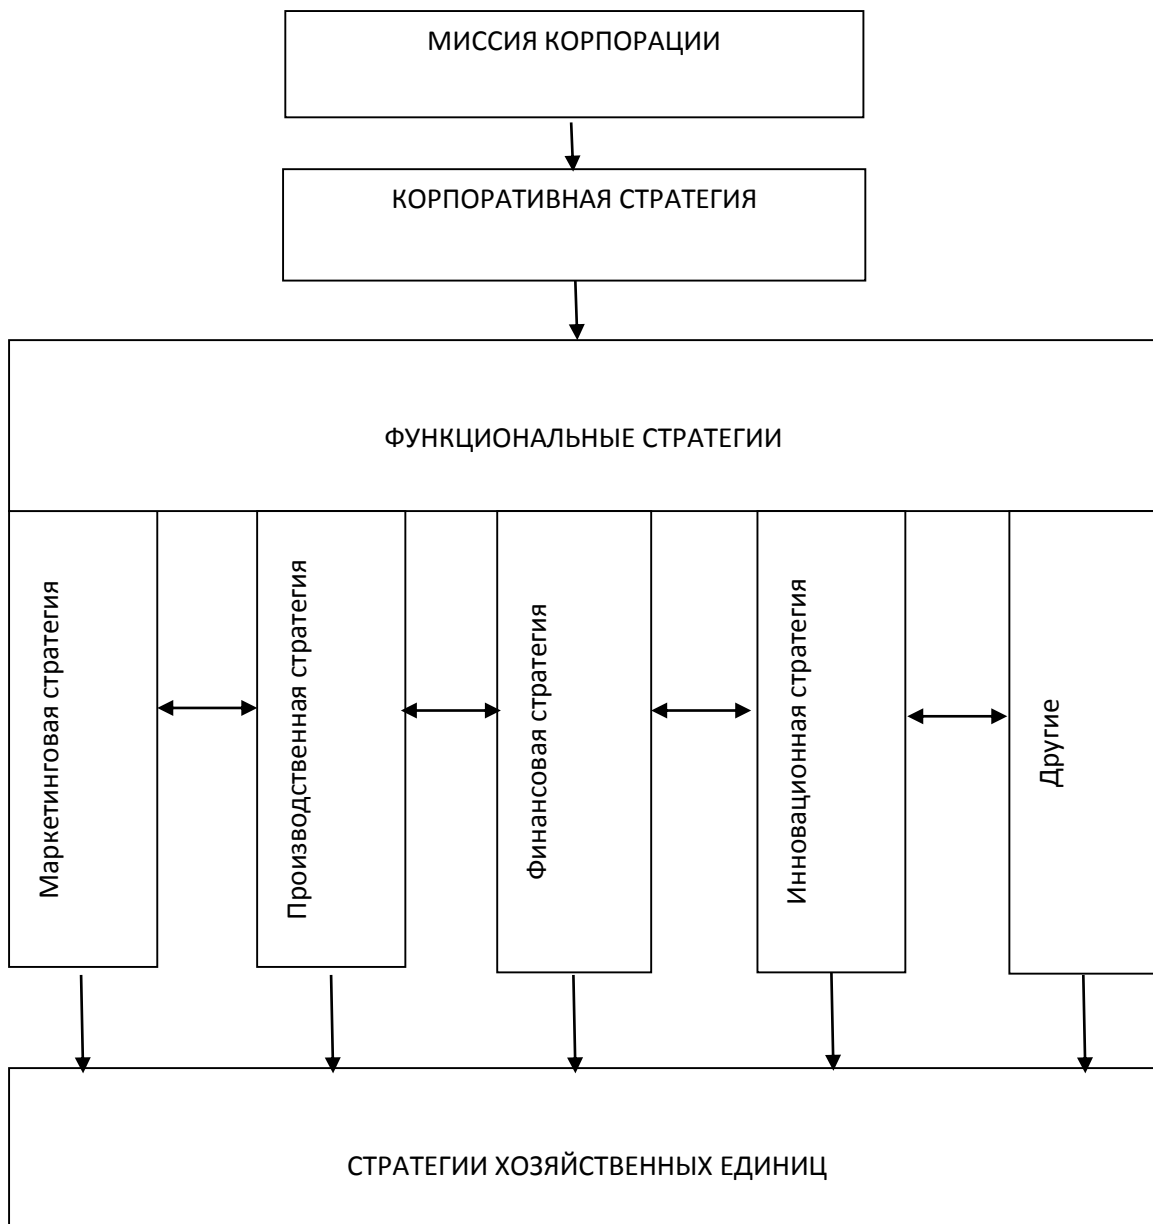 МИССИЯ КОРПОРАЦИИ
КОРПОРАТИВНАЯ СТРАТЕГИЯ
ФУНКЦИОНАЛЬНЫЕ СТРАТЕГИИ
Маркетинговая стратегия
Производственная стратегия
Финансовая стратегия
Инновационная стратегия
Другие
СТРАТЕГИИ ХОЗЯЙСТВЕННЫХ ЕДИНИЦ